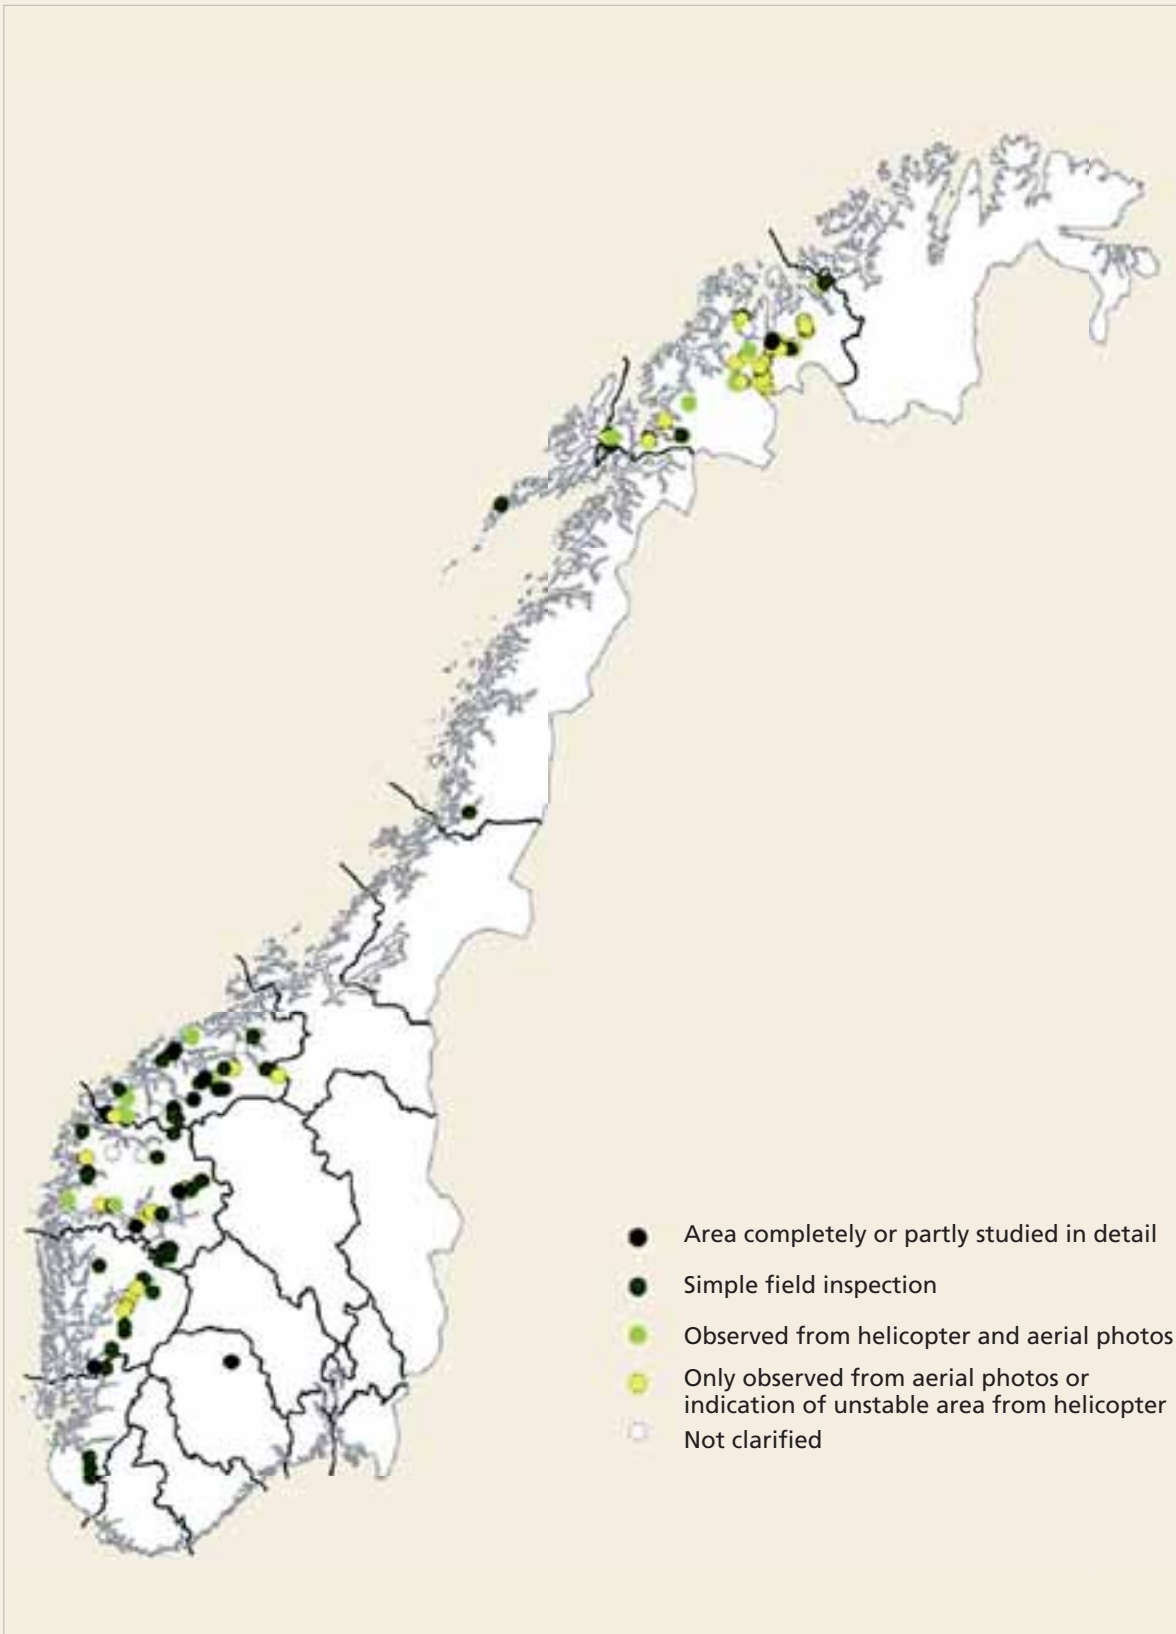 Area completely or partly studied in detail
Simple field inspection
Observed from helicopter and aerial photos
Only observed from aerial photos or
indication of unstable area from helicopter
Not clarified